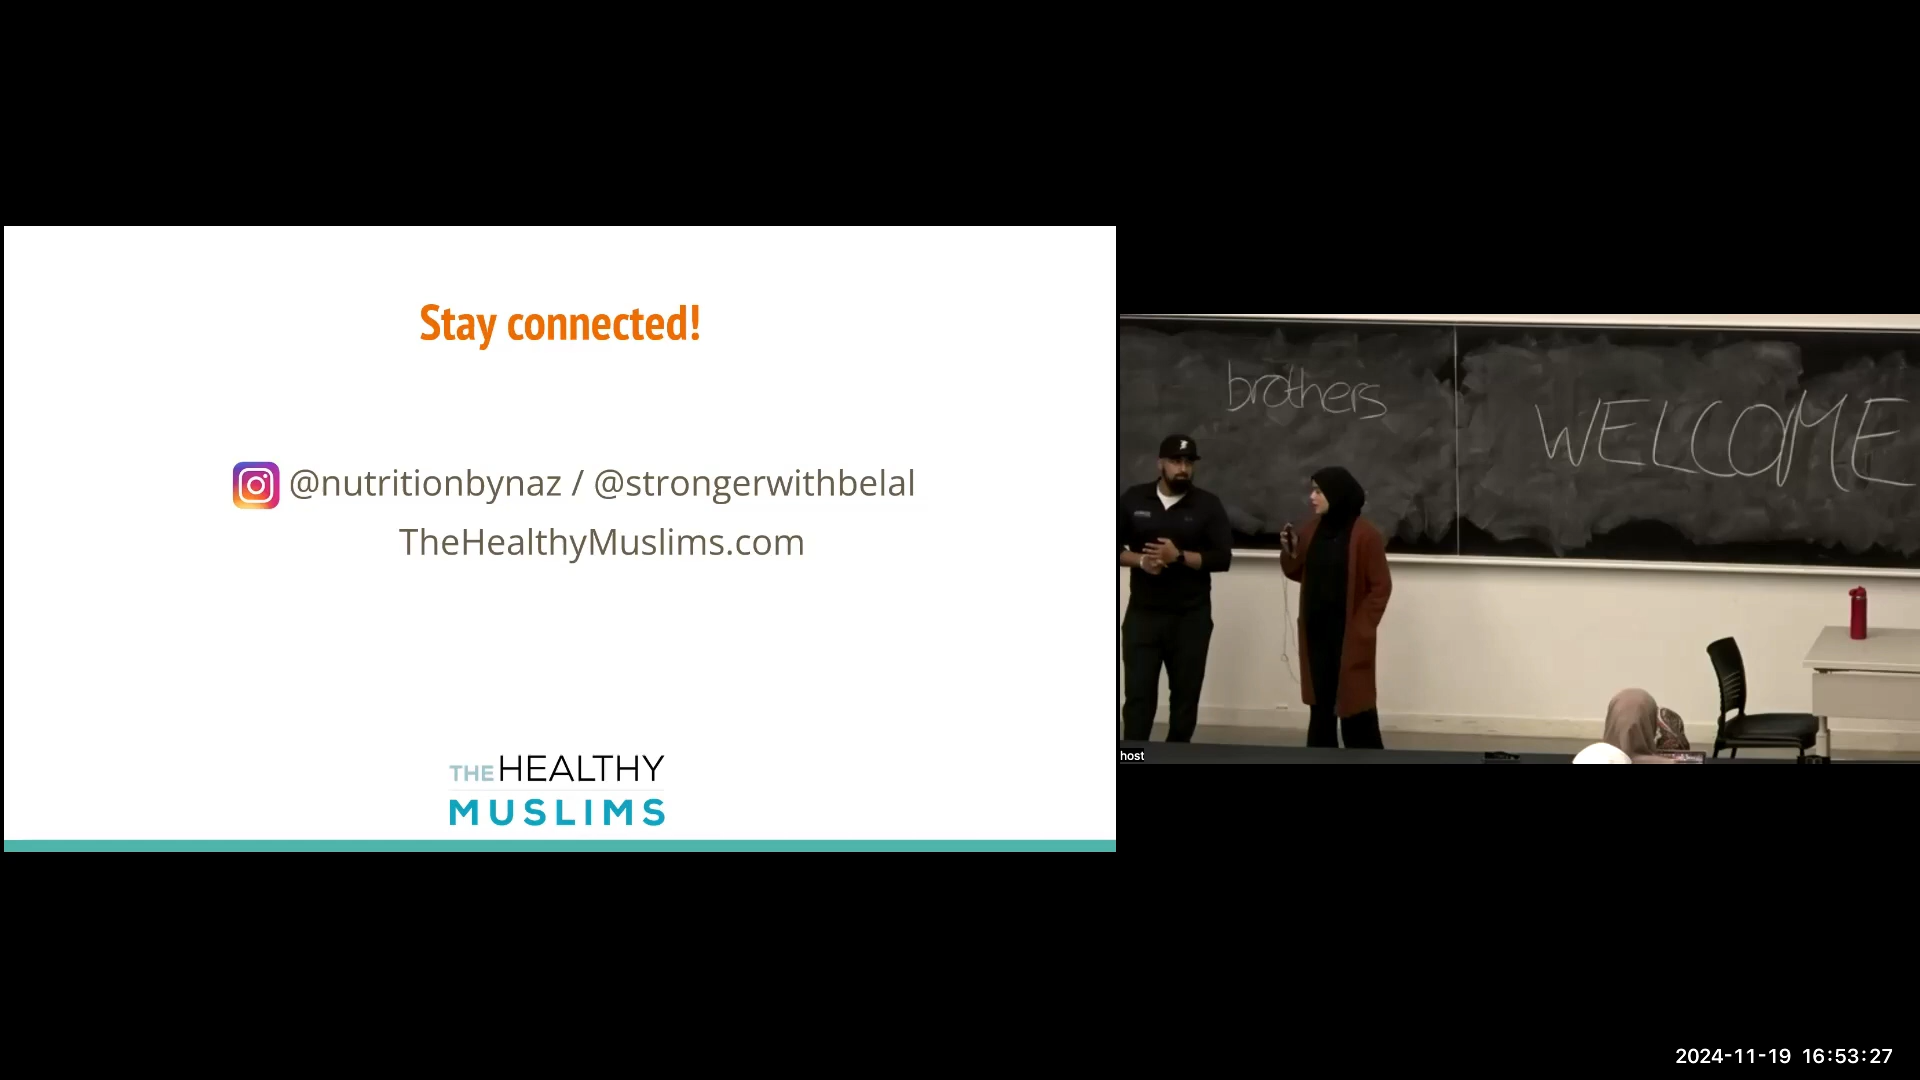 Stay connected!
@nutritionbynaz / @strongerwithbelal
TheHealthyMuslims.com
THE HEALTHY
MUSLIMS
brothers
WELCOME
host
2024-11-19 16:53:27